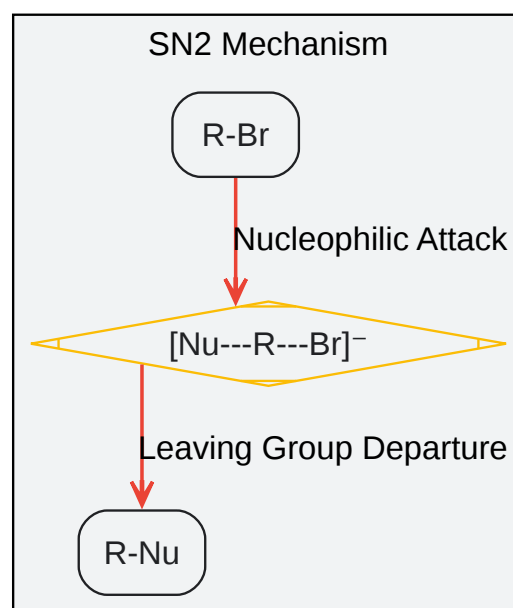 SN2 Mechanism
R-Br
Nucleophilic Attack
[Nu---R---Br]⁻
Leaving Group Departure
R-Nu